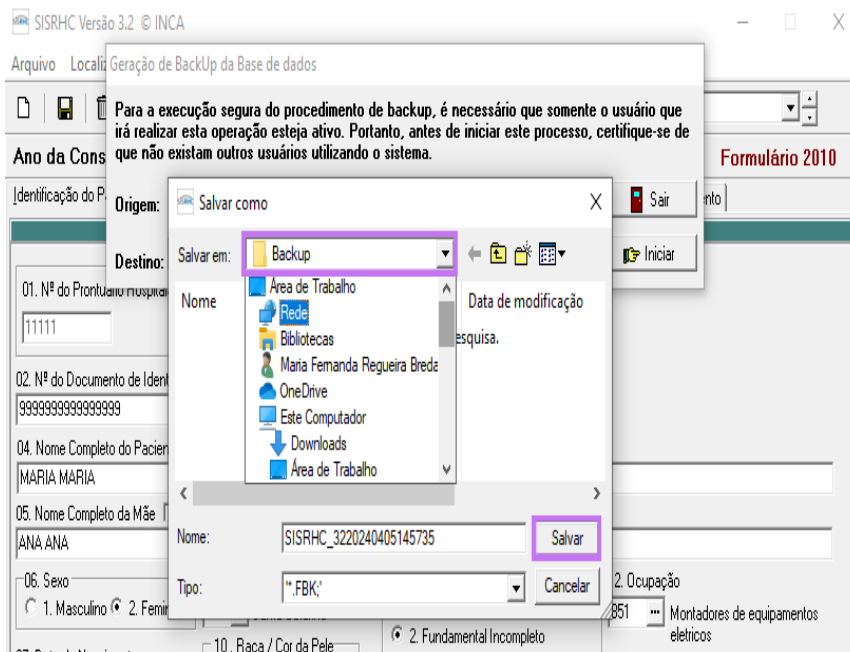 SISRHC Versão 3.2 © INCA
Arquivo Localiz
Geração de BackUp da Base de dados
Para a execução segura do procedimento de backup, é necessário que somente o usuário que
irá realizar esta operação esteja ativo. Portanto, antes de iniciar este processo, certifique-se de
que não existam outros usuários utilizando o sistema.
Ano da Cons
Formulário 2010
Identificação do P
Origem:
Sair
nto
Destino:
Iniciar
Salvar como
Salvar em:
Backup
Nome
Data de modificação
esquisa.
Área de Trabalho
Rede
Bibliotecas
Maria Fernanda Regueira Breda
OneDrive
Este Computador
Downloads
Área de Trabalho
Nome:
SISRHC_3220240405145735
Salvar
Tipo:
'*.FBK;'
Cancelar
01. Nº do Prontuário Hospitala
11111
02. Nº do Documento de Ident
9999999999999999
04. Nome Completo do Pacien
MARIA MARIA
05. Nome Completo da Mãe
ANA ANA
06. Sexo
1. Masculino
2. Femin
2. Ocupação
851
Montadores de equipamentos
eletricos
10. Raça / Cor da Pele
2. Fundamental Incompleto